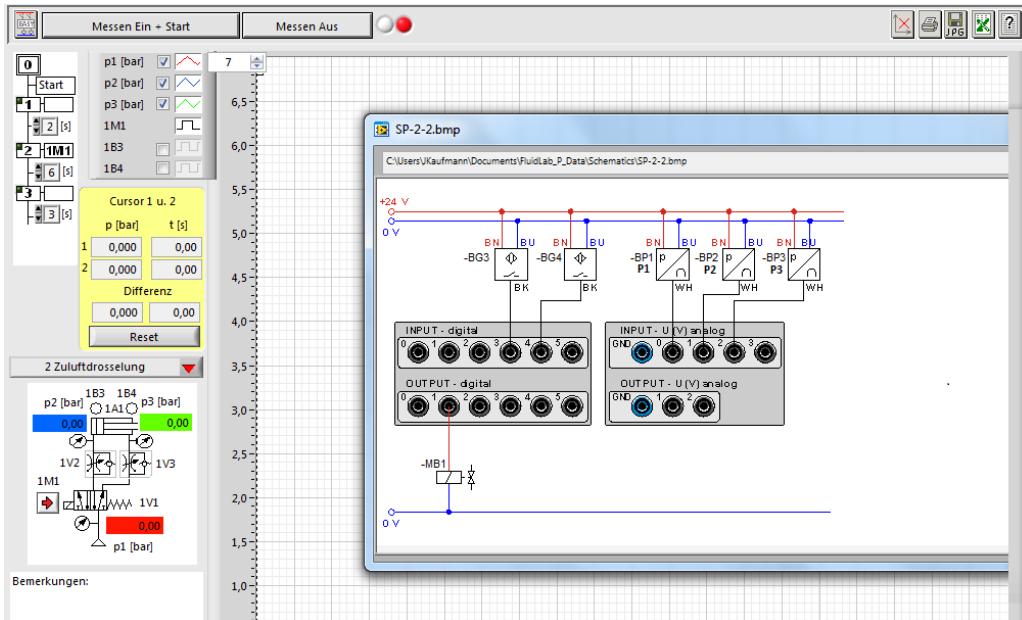 EASY
Messen Ein + Start
Messen Aus
JPG
?
0
Start
1
2 [s]
2 1M1
6 [s]
3
3 [s]
p1 [bar]
p2 [bar]
p3 [bar]
1M1
1B3
1B4
7
6,5
6,0
5,5
5,0
4,5
4,0
3,5
3,0
2,5
2,0
1,5
1,0
Cursor 1 u. 2
p [bar] t [s]
1 0,000 0,00
2 0,000 0,00
Differenz
0,000 0,00
Reset
2 Zuluftdrosselung
1B3 1B4
p2 [bar] 1A1 p3 [bar]
0,00 0,00
1V2 1V3
1M1
1V1
0,00
p1 [bar]
Bemerkungen:
SP-2-2.bmp
C:\Users\JKaufmann\Documents\FluidLab_P_Data\Schematics\SP-2-2.bmp
+24 V
0 V
BN BU BN BU BN BU BN BU BN BU
-BG3 -BG4 -BP1 p -BP2 p -BP3 p
P1 P2 P3
BK BK WH WH WH
INPUT - digital
0 1 2 3 4 5
OUTPUT - digital
0 1 2 3 4 5
INPUT - U (V) analog
GND 0 1 2 3
OUTPUT - U (V) analog
GND 1 2
-MB1
0 V